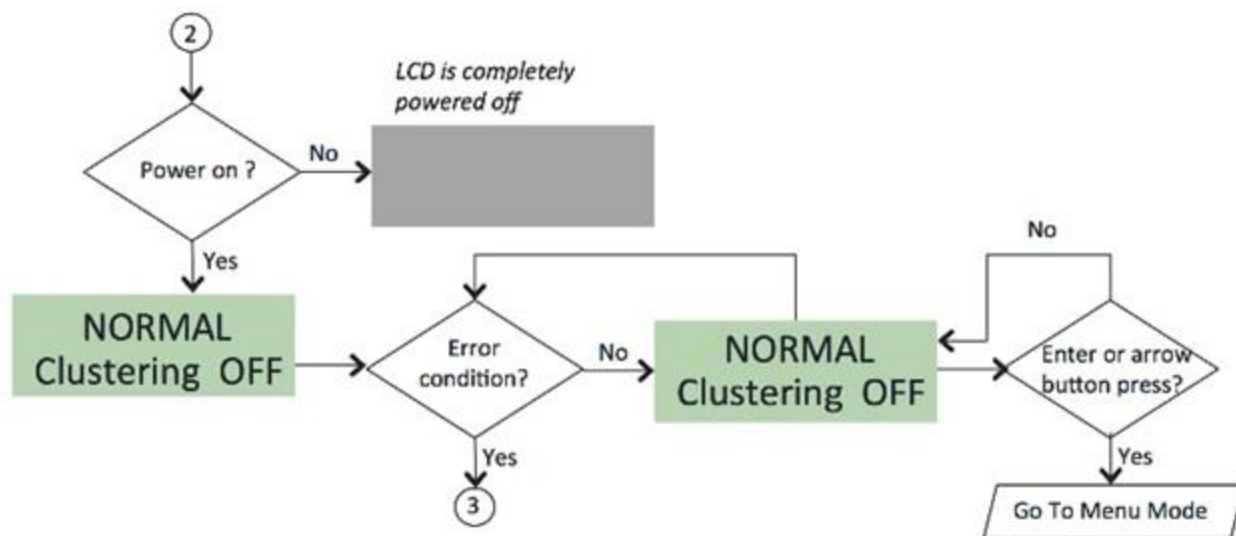 2
LCD is completely
powered off
Power on ?
No
Yes
No
NORMAL
Clustering OFF
Error
condition?
No
NORMAL
Clustering OFF
Enter or arrow
button press?
Yes
3
Yes
Go To Menu Mode